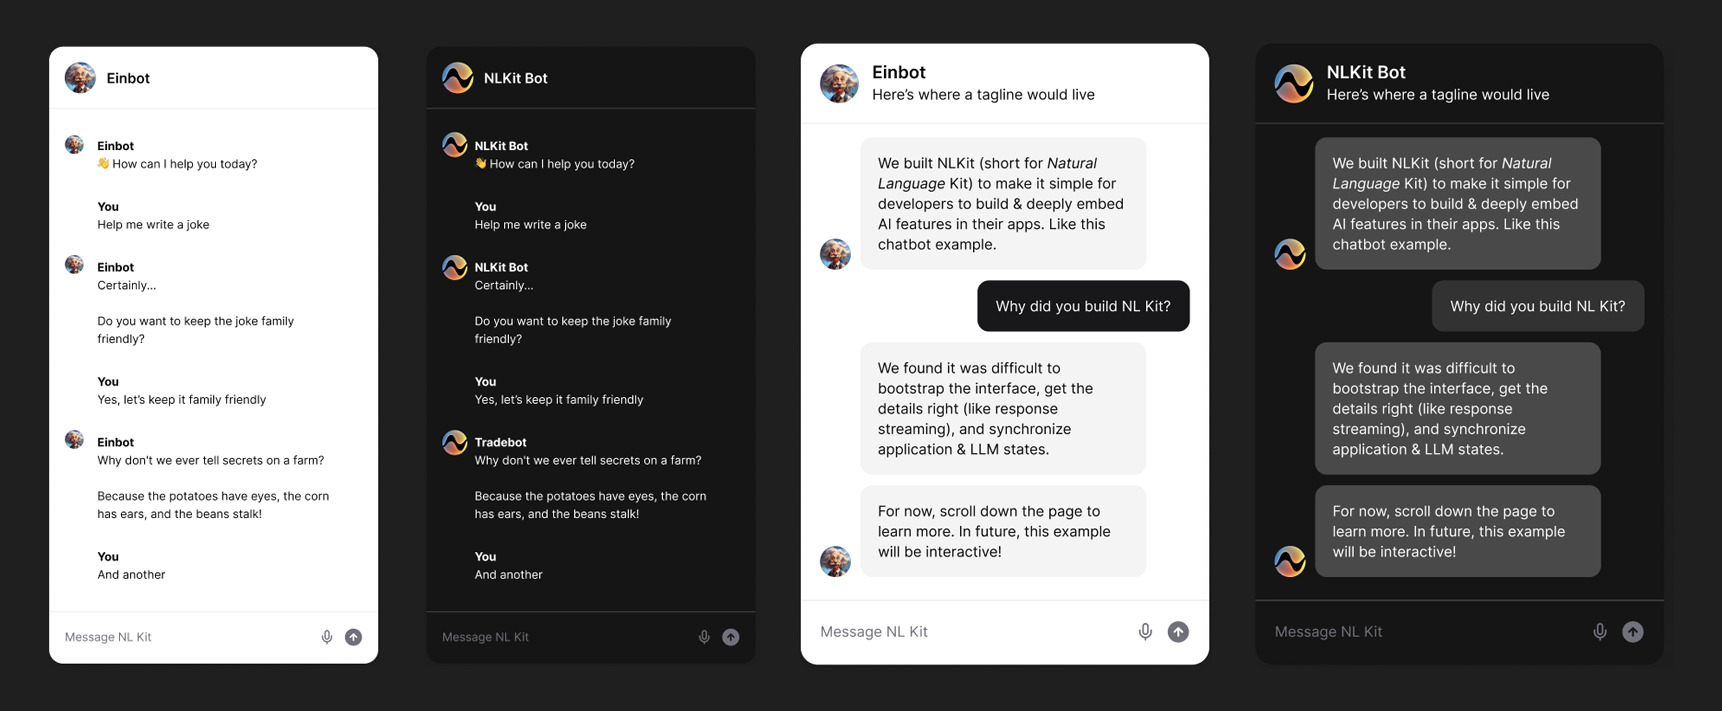 Einbot
Einbot
👋 How can I help you today?
You
Help me write a joke
Einbot
Certainly...
Do you want to keep the joke family
friendly?
You
Yes, let’s keep it family friendly
Einbot
Why don't we ever tell secrets on a farm?
Because the potatoes have eyes, the corn
has ears, and the beans stalk!
You
And another
Message NL Kit
NLKit Bot
NLKit Bot
👋 How can I help you today?
You
Help me write a joke
NLKit Bot
Certainly...
Do you want to keep the joke family
friendly?
You
Yes, let’s keep it family friendly
Tradebot
Why don't we ever tell secrets on a farm?
Because the potatoes have eyes, the corn
has ears, and the beans stalk!
You
And another
Message NL Kit
Einbot
Here’s where a tagline would live
We built NLKit (short for Natural
Language Kit) to make it simple for
developers to build & deeply embed
AI features in their apps. Like this
chatbot example.
Why did you build NL Kit?
We found it was difficult to
bootstrap the interface, get the
details right (like response
streaming), and synchronize
application & LLM states.
For now, scroll down the page to
learn more. In future, this example
will be interactive!
Message NL Kit
NLKit Bot
Here’s where a tagline would live
We built NLKit (short for Natural
Language Kit) to make it simple for
developers to build & deeply embed
AI features in their apps. Like this
chatbot example.
Why did you build NL Kit?
We found it was difficult to
bootstrap the interface, get the
details right (like response
streaming), and synchronize
application & LLM states.
For now, scroll down the page to
learn more. In future, this example
will be interactive!
Message NL Kit